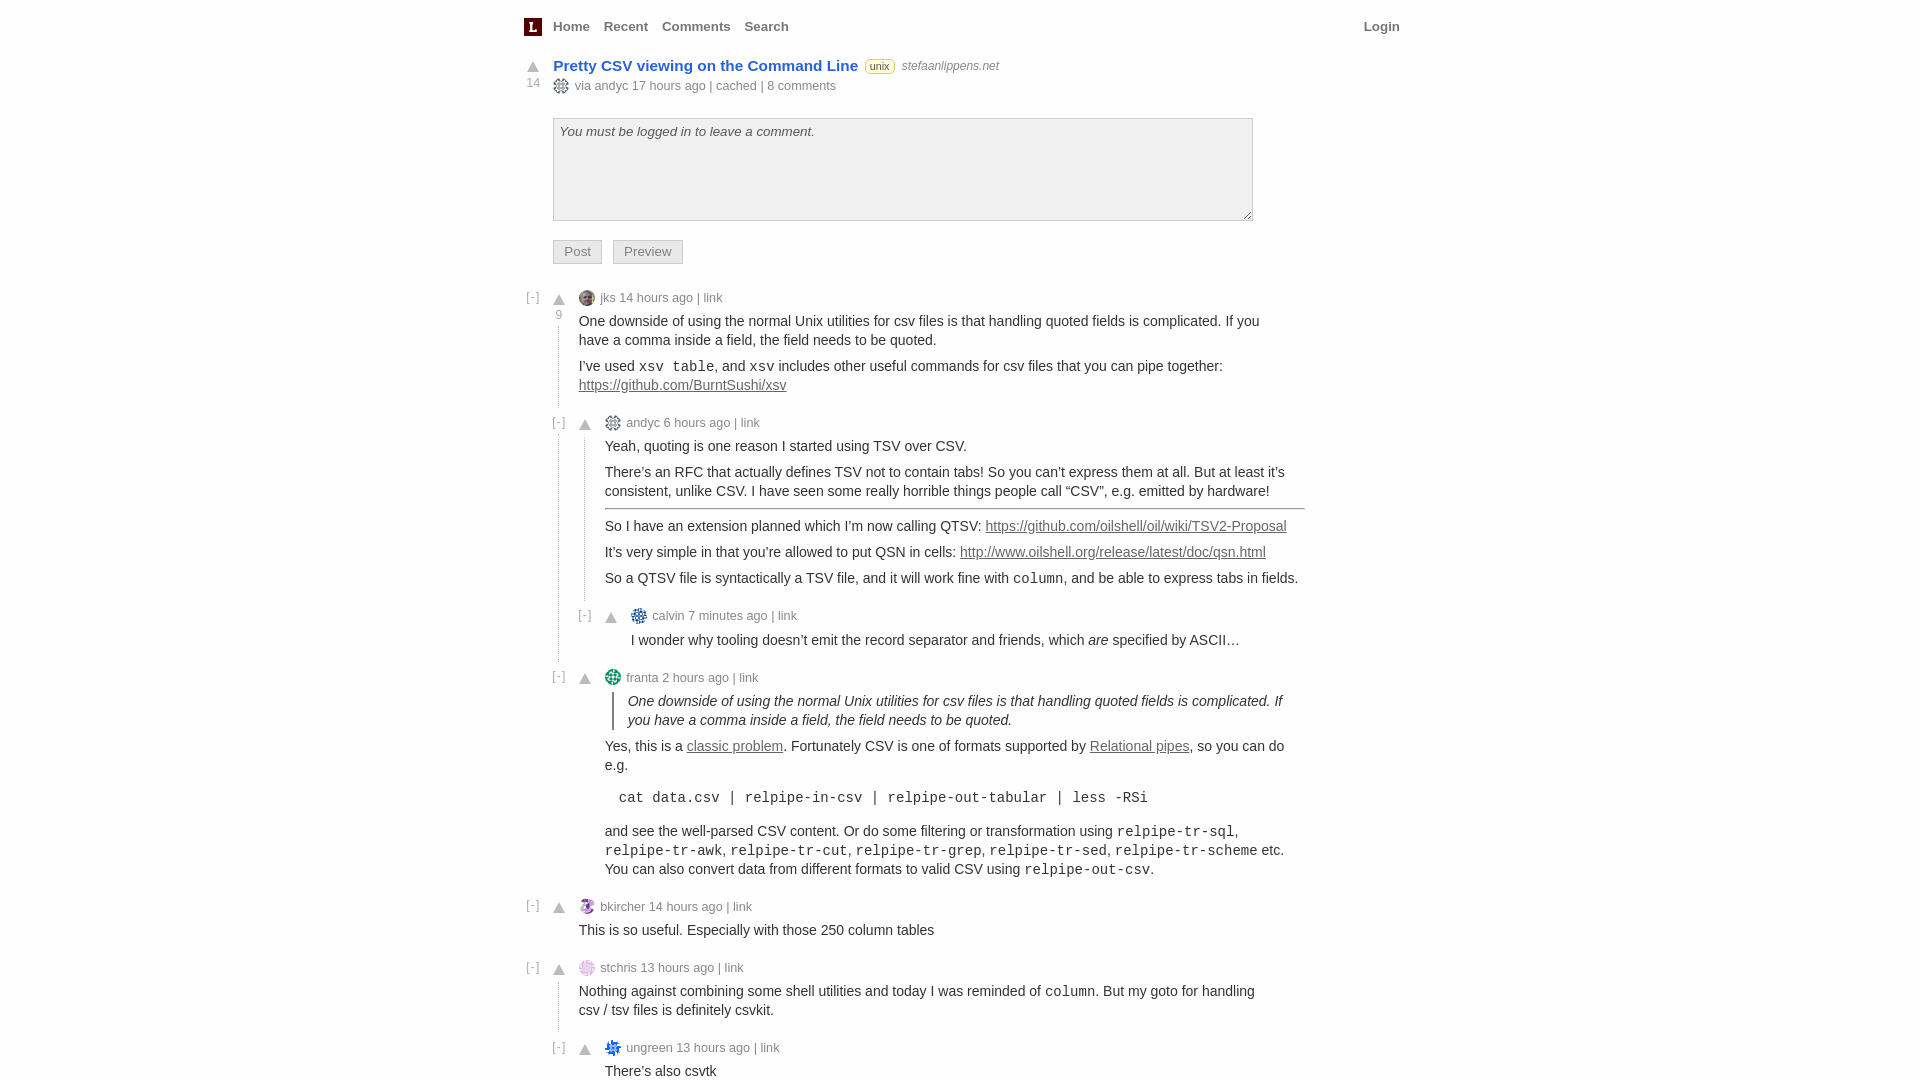 L Home Recent Comments Search Login
Pretty CSV viewing on the Command Line unix stefaanlippens.net
14 via andyc 17 hours ago | cached | 8 comments
You must be logged in to leave a comment.
Post Preview
[-] jks 14 hours ago | link
9
One downside of using the normal Unix utilities for csv files is that handling quoted fields is complicated. If you
have a comma inside a field, the field needs to be quoted.
I’ve used xsv table, and xsv includes other useful commands for csv files that you can pipe together:
https://github.com/BurntSushi/xsv
[-] andyc 6 hours ago | link
Yeah, quoting is one reason I started using TSV over CSV.
There’s an RFC that actually defines TSV not to contain tabs! So you can’t express them at all. But at least it’s
consistent, unlike CSV. I have seen some really horrible things people call “CSV”, e.g. emitted by hardware!
So I have an extension planned which I’m now calling QTSV: https://github.com/oilshell/oil/wiki/TSV2-Proposal
It’s very simple in that you’re allowed to put QSN in cells: http://www.oilshell.org/release/latest/doc/qsn.html
So a QTSV file is syntactically a TSV file, and it will work fine with column, and be able to express tabs in fields.
[-] calvin 7 minutes ago | link
I wonder why tooling doesn’t emit the record separator and friends, which are specified by ASCII…
[-] franta 2 hours ago | link
One downside of using the normal Unix utilities for csv files is that handling quoted fields is complicated. If
you have a comma inside a field, the field needs to be quoted.
Yes, this is a classic problem. Fortunately CSV is one of formats supported by Relational pipes, so you can do
e.g.
cat data.csv | relpipe-in-csv | relpipe-out-tabular | less -RSi
and see the well-parsed CSV content. Or do some filtering or transformation using relpipe-tr-sql,
relpipe-tr-awk, relpipe-tr-cut, relpipe-tr-grep, relpipe-tr-sed, relpipe-tr-scheme etc.
You can also convert data from different formats to valid CSV using relpipe-out-csv.
[-] bkircher 14 hours ago | link
This is so useful. Especially with those 250 column tables
[-] stchris 13 hours ago | link
Nothing against combining some shell utilities and today I was reminded of column. But my goto for handling
csv / tsv files is definitely csvkit.
[-] ungreen 13 hours ago | link
There’s also csvtk